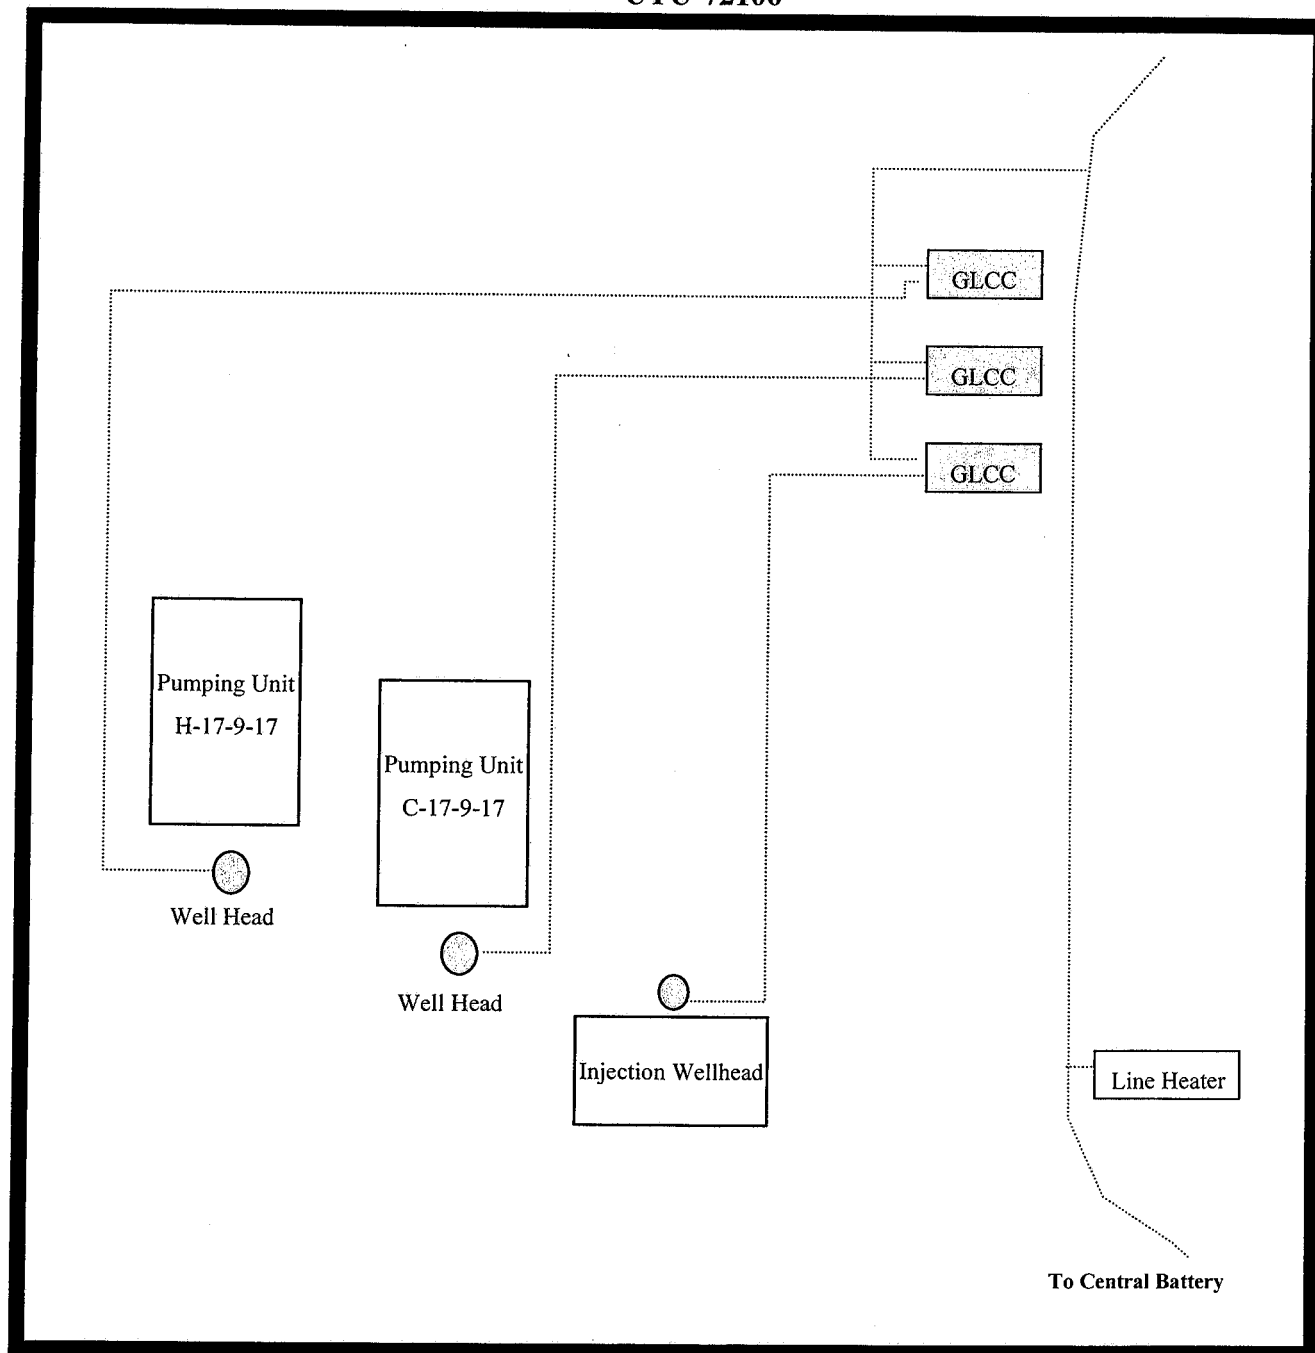 GLCC
GLCC
GLCC
Pumping Unit
H-17-9-17
Pumping Unit
C-17-9-17
Well Head
Well Head
Injection Wellhead
Line Heater
To Central Battery